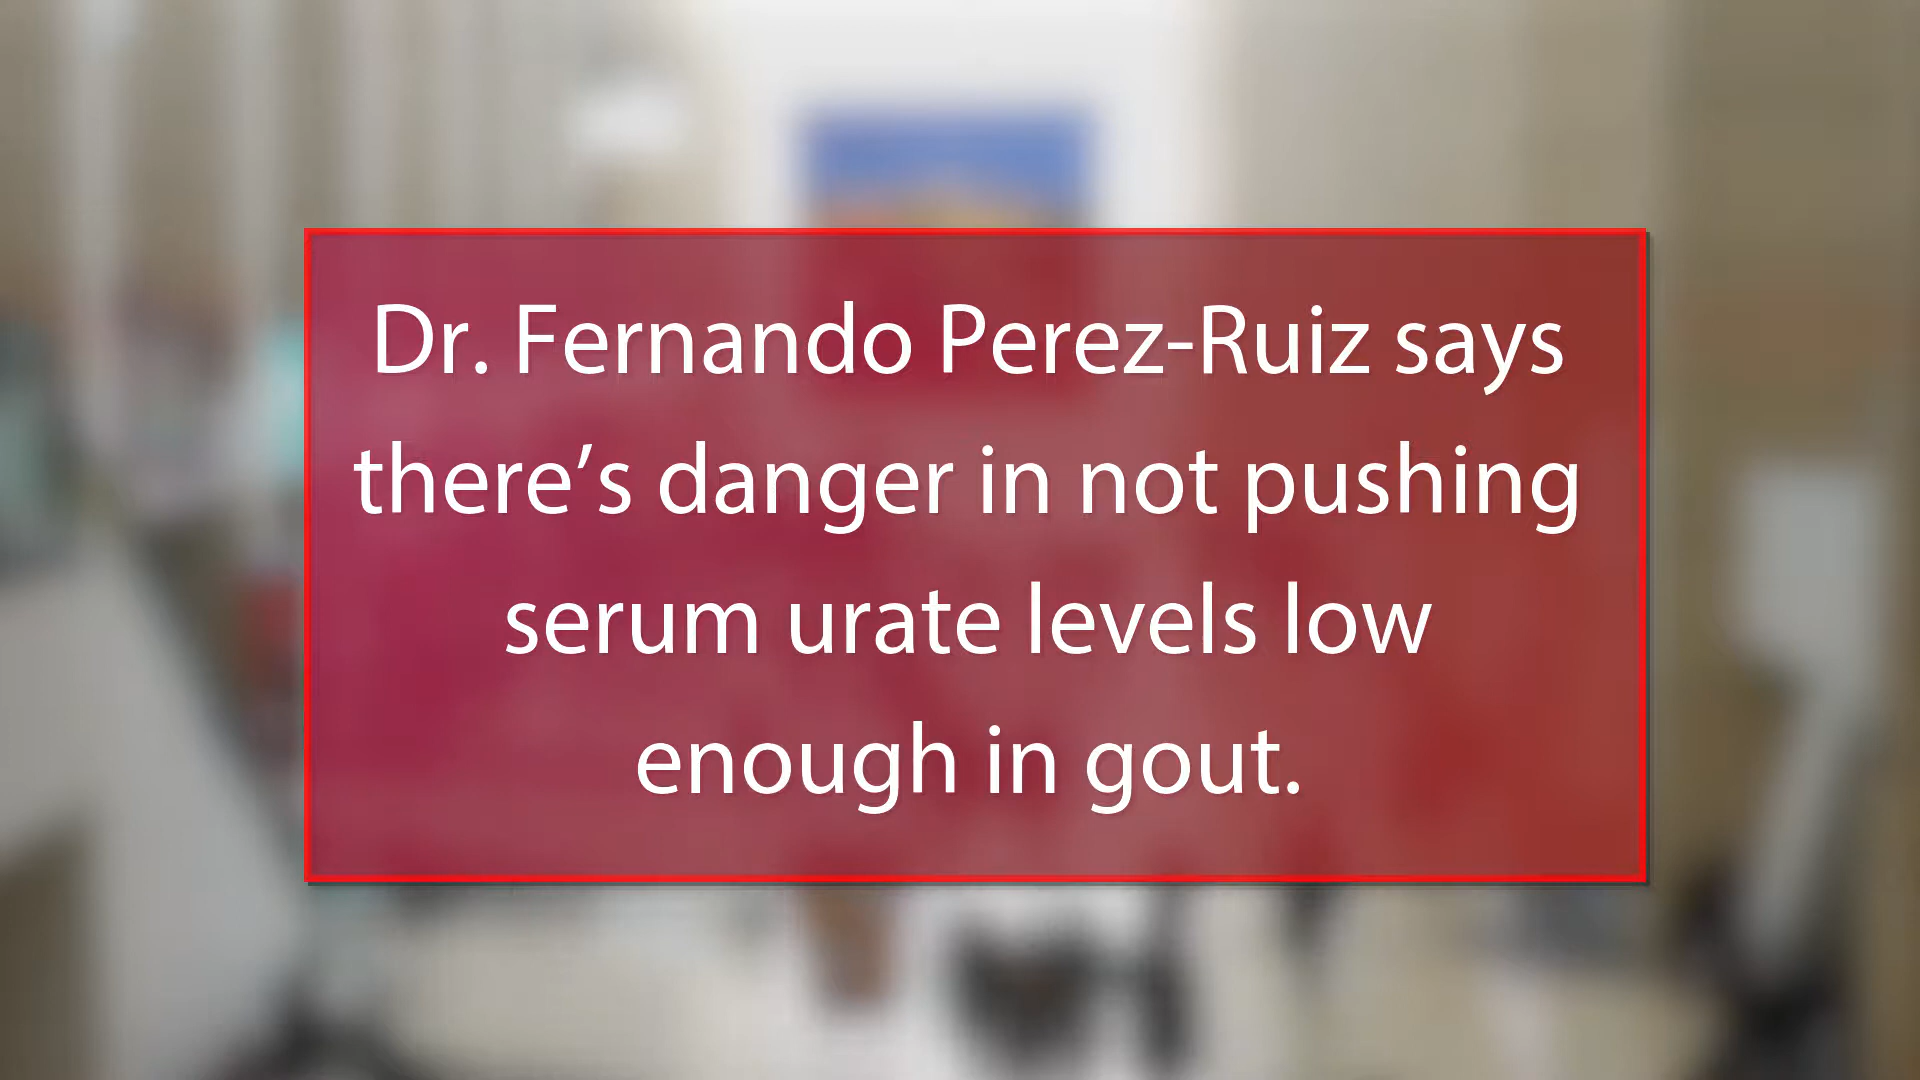 Dr. Fernando Perez-Ruiz says
there’s danger in not pushing
serum urate levels low
enough in gout.